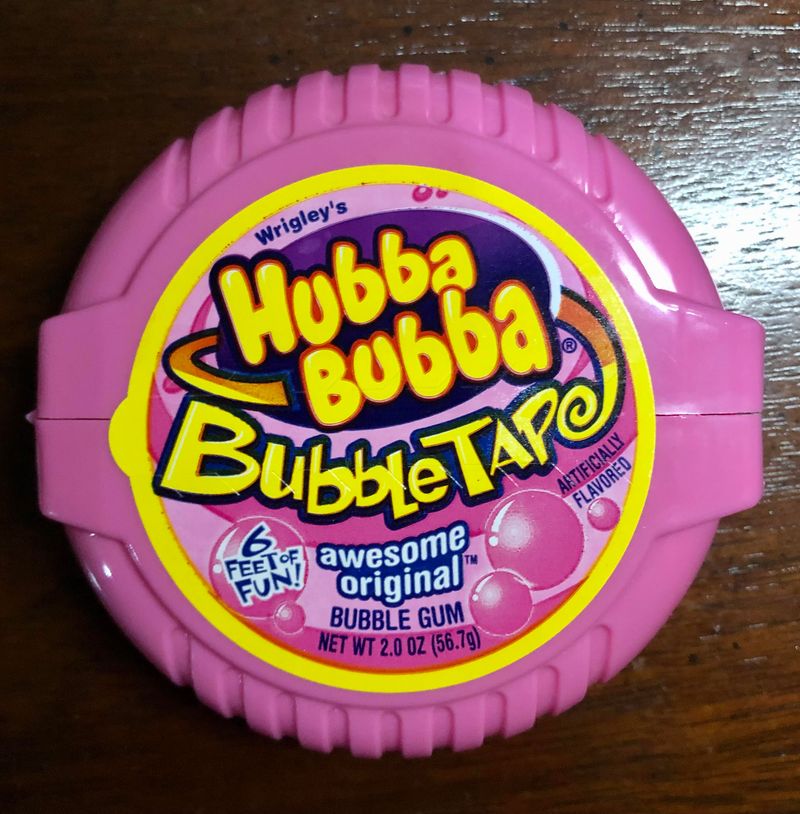 Wrigley's
Hubba
Bubba®
BubbleTape
ARTIFICIALLY
FLAVORED
6
FEET OF
FUN!
awesome
original™
BUBBLE GUM
NET WT 2.0 OZ (56.7g)